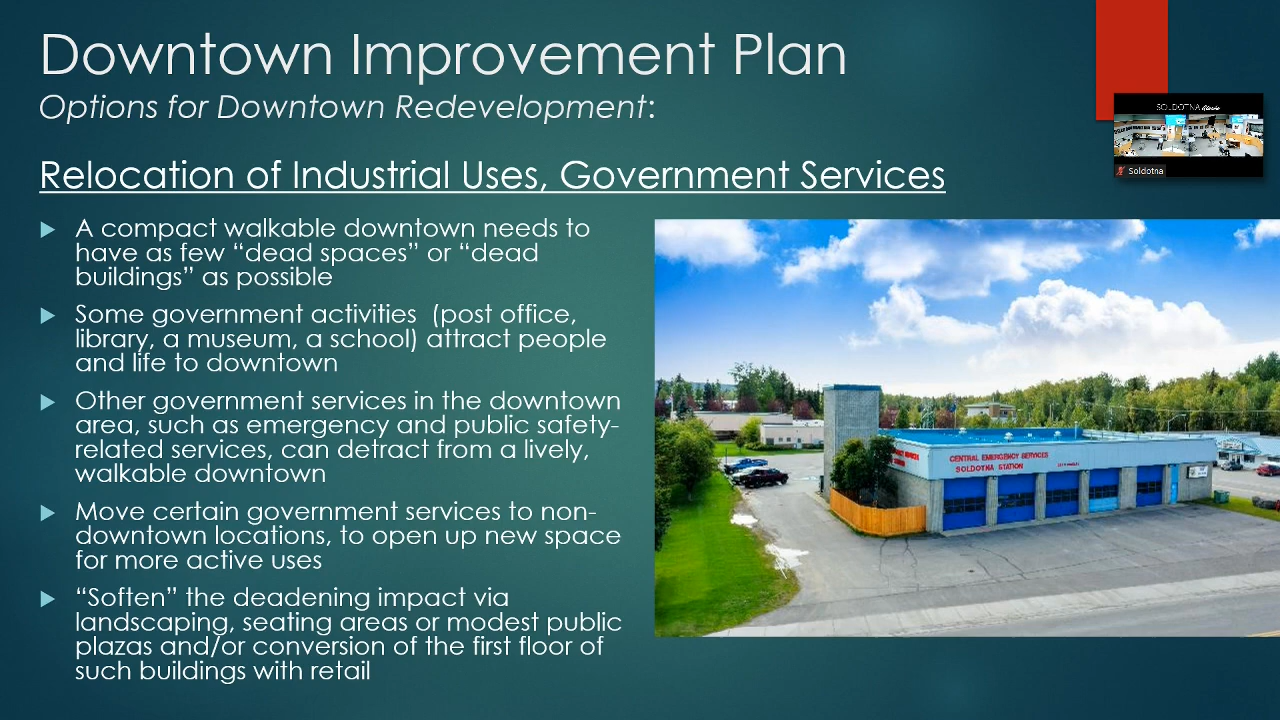 Downtown Improvement Plan
Options for Downtown Redevelopment:
SOLDOTNA Alaska
Soldotna
Relocation of Industrial Uses, Government Services
A compact walkable downtown needs to
have as few “dead spaces” or “dead
buildings” as possible
Some government activities (post office,
library, a museum, a school) attract people
and life to downtown
Other government services in the downtown
area, such as emergency and public safety-
related services, can detract from a lively,
walkable downtown
Move certain government services to non-
downtown locations, to open up new space
for more active uses
“Soften” the deadening impact via
landscaping, seating areas or modest public
plazas and/or conversion of the first floor of
such buildings with retail
CENTRAL EMERGENCY SERVICES
SOLDOTNA STATION